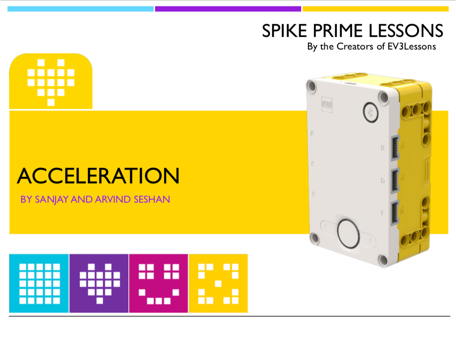 SPIKE PRIME LESSONS
By the Creators of EV3Lessons
ACCELERATION
BY SANJAY AND ARVIND SESHAN